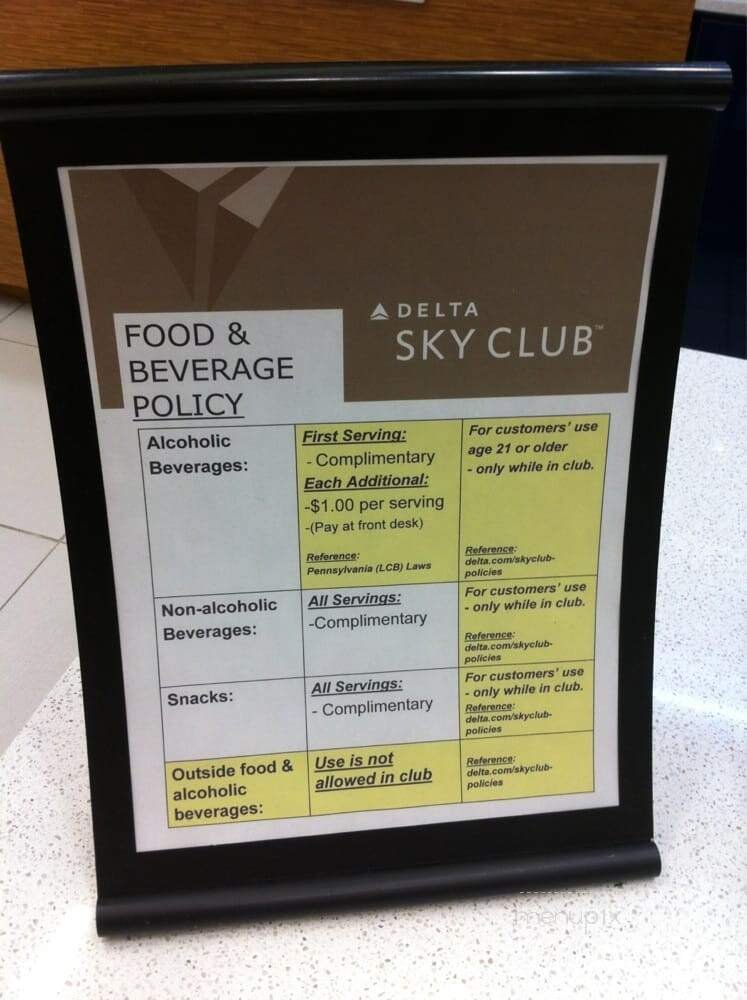 DELTA
SKY CLUB™
FOOD &
BEVERAGE
POLICY
Alcoholic
Beverages:
First Serving:
- Complimentary
Each Additional:
-$1.00 per serving
-(Pay at front desk)
Reference:
Pennsylvania (LCB) Laws
For customers' use
age 21 or older
- only while in club.
Reference:
delta.com/skyclub-
policies
Non-alcoholic
Beverages:
All Servings:
-Complimentary
For customers' use
- only while in club.
Reference:
delta.com/skyclub-
policies
Snacks:
All Servings:
- Complimentary
For customers' use
- only while in club.
Reference:
delta.com/skyclub-
policies
Outside food &
alcoholic
beverages:
Use is not
allowed in club
Reference:
delta.com/skyclub-
policies
menupix